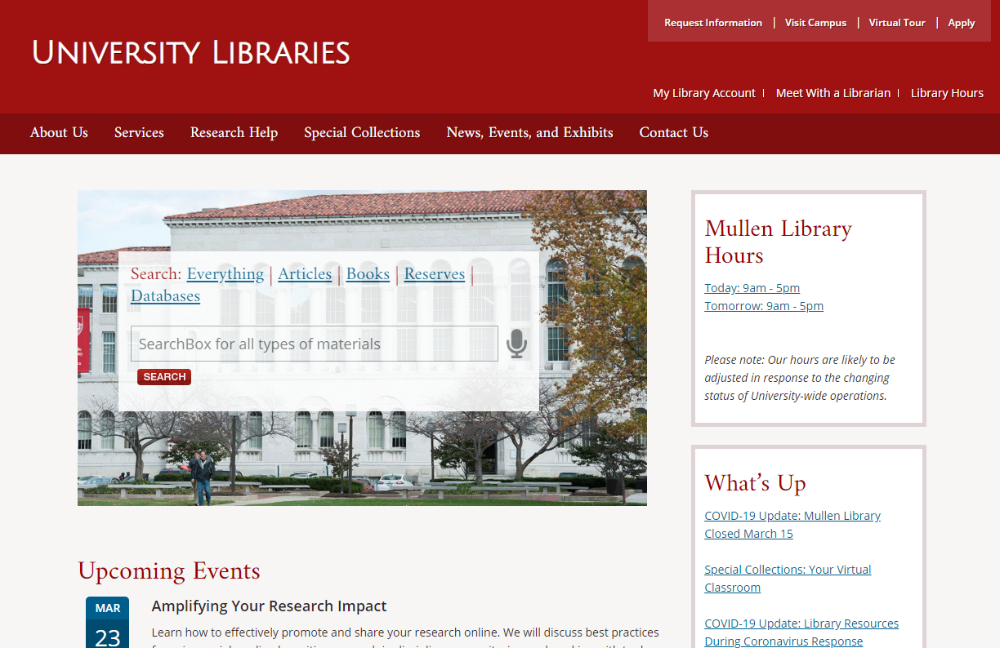 Request Information | Visit Campus | Virtual Tour | Apply
University Libraries
My Library Account | Meet With a Librarian | Library Hours
About Us Services Research Help Special Collections News, Events, and Exhibits Contact Us
Search: Everything | Articles | Books | Reserves |
Databases
SearchBox for all types of materials
SEARCH
Mullen Library
Hours
Today: 9am - 5pm
Tomorrow: 9am - 5pm
Please note: Our hours are likely to be
adjusted in response to the changing
status of University-wide operations.
What's Up
COVID-19 Update: Mullen Library
Closed March 15
Special Collections: Your Virtual
Classroom
COVID-19 Update: Library Resources
During Coronavirus Response
Upcoming Events
MAR
23
Amplifying Your Research Impact
Learn how to effectively promote and share your research online. We will discuss best practices